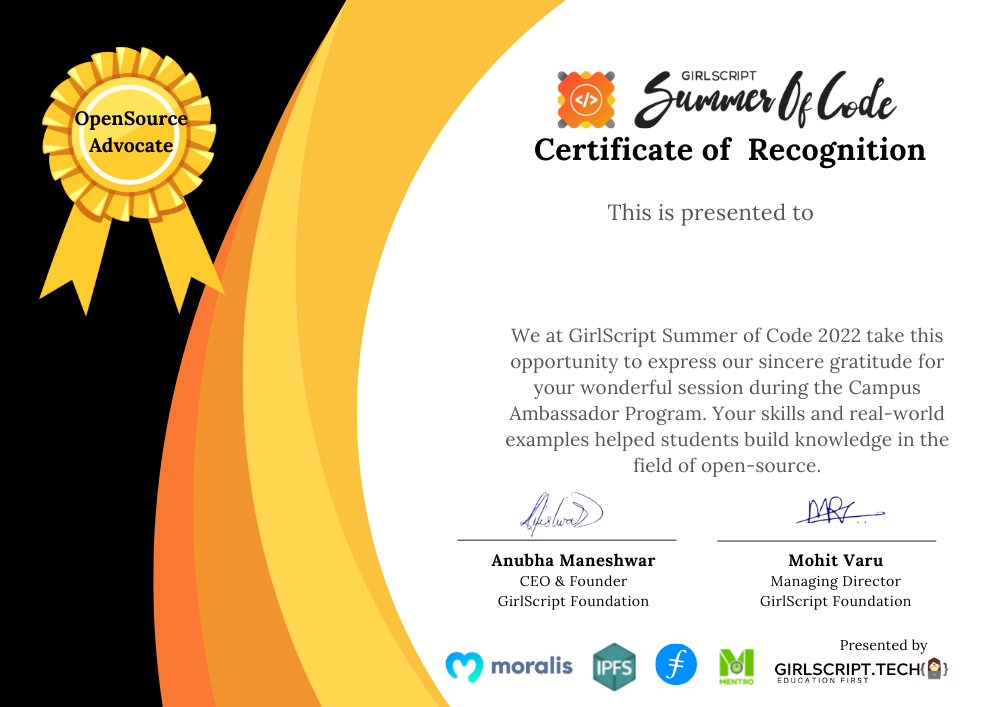 OpenSource
Advocate
GIRLSCRIPT
Summer Of Code
Certificate of Recognition
This is presented to
We at GirlScript Summer of Code 2022 take this
opportunity to express our sincere gratitude for
your wonderful session during the Campus
Ambassador Program. Your skills and real-world
examples helped students build knowledge in the
field of open-source.
Anubha Maneshwar
CEO & Founder
GirlScript Foundation
Mohit Varu
Managing Director
GirlScript Foundation
Presented by
moralis
IPFS
MENTRO
GIRLSCRIPT.TECH
EDUCATION FIRST